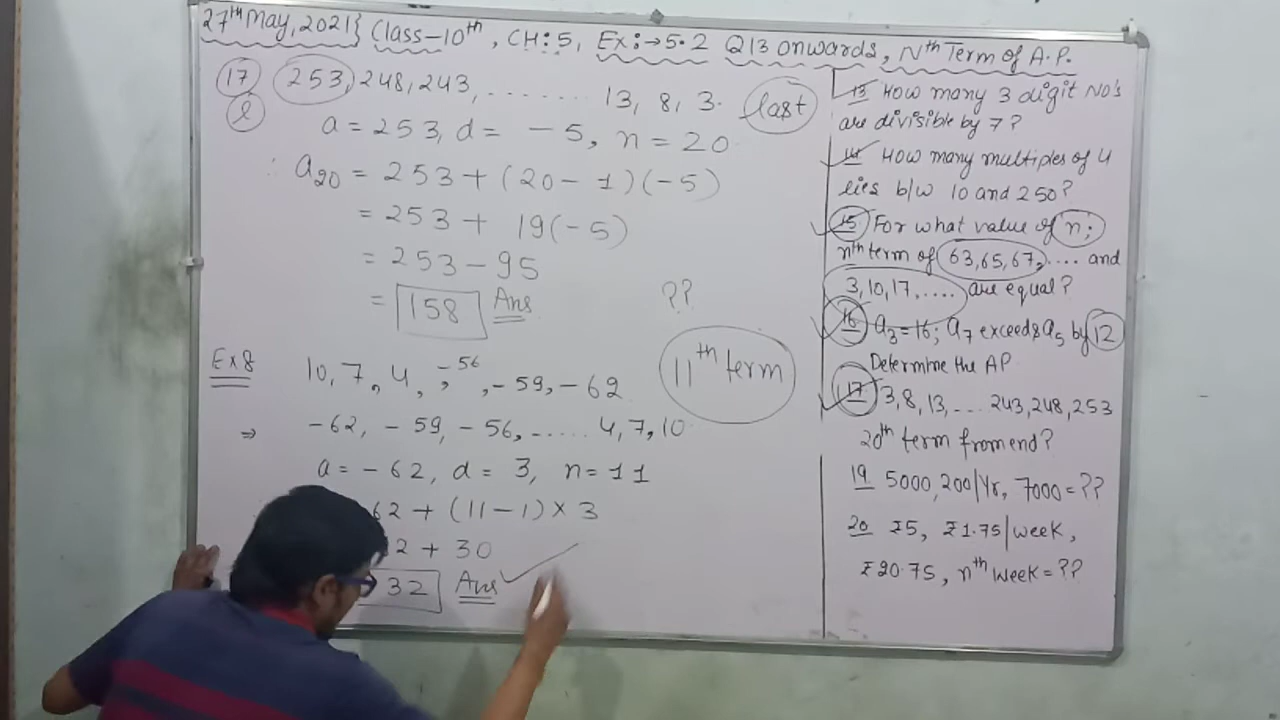 27th May, 2021} Class-10th, CH: 5, Ex:→5.2 Q13 onwards, Nth Term of A.P.
17 253, 248, 243, ....... 13, 8, 3. last
l
a = 253, d = -5, n = 20
∴ a20 = 253 + (20 - 1)(-5)
= 253 + 19(-5)
= 253 - 95
= 158 Ans
??
11th term
Ex 8 10, 7, 4, , -56, -59, -62
⇒ -62, -59, -56, ...... 4, 7, 10
a = -62, d = 3, n = 11
62 + (11 - 1) × 3
2 + 30
32 Ans
13 How many 3 digit No's
are divisible by 7?
14 How many multiples of 4
lies b/w 10 and 250?
15 For what value of n;
nth term of 63, 65, 67, .... and
3, 10, 17, .... are equal?
16 a3 = 16; a7 exceeds a5 by 12
Determine the AP
17 3, 8, 13, ... 243, 248, 253
20th term from end?
19 5000, 200/Yr, 7000 = ??
20 ₹5, ₹1.75/week,
₹20.75, nth week = ??